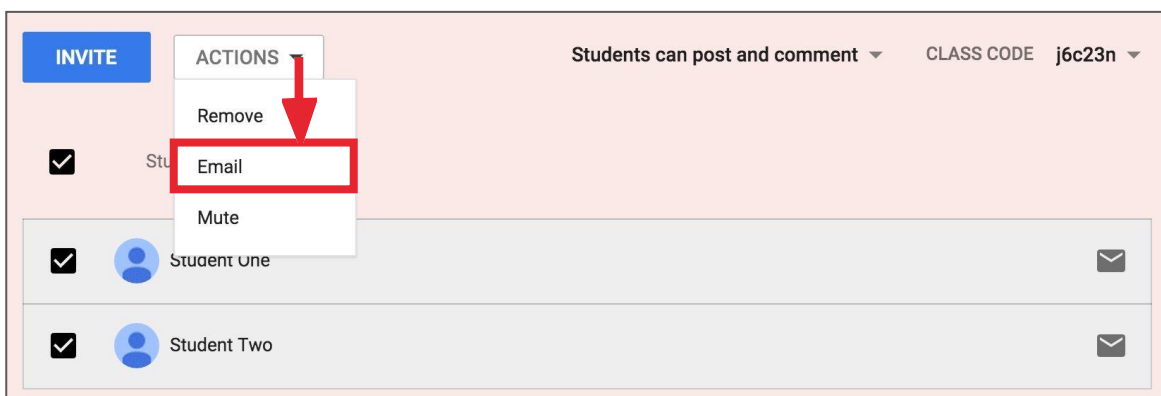 INVITE ACTIONS Students can post and comment CLASS CODE j6c23n
Remove
Email
Mute
Student One
Student Two